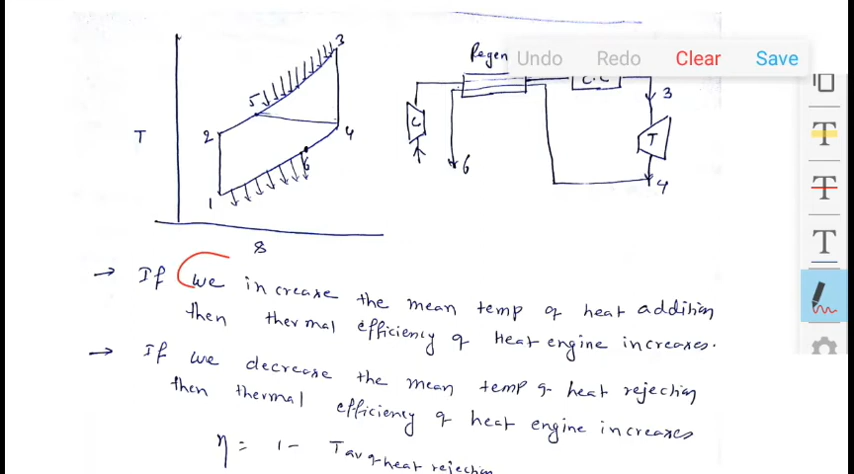 Undo Redo Clear Save
Regen
C.C
3
5
2
T
4
6
1
s
C
T
3
6
4
T
T
T
→ If we increase the mean temp of heat addition
then thermal efficiency of Heat engine increases.
→ If we decrease the mean temp of heat rejection
then thermal efficiency of heat engine increases
η = 1 - Tav of heat rejection